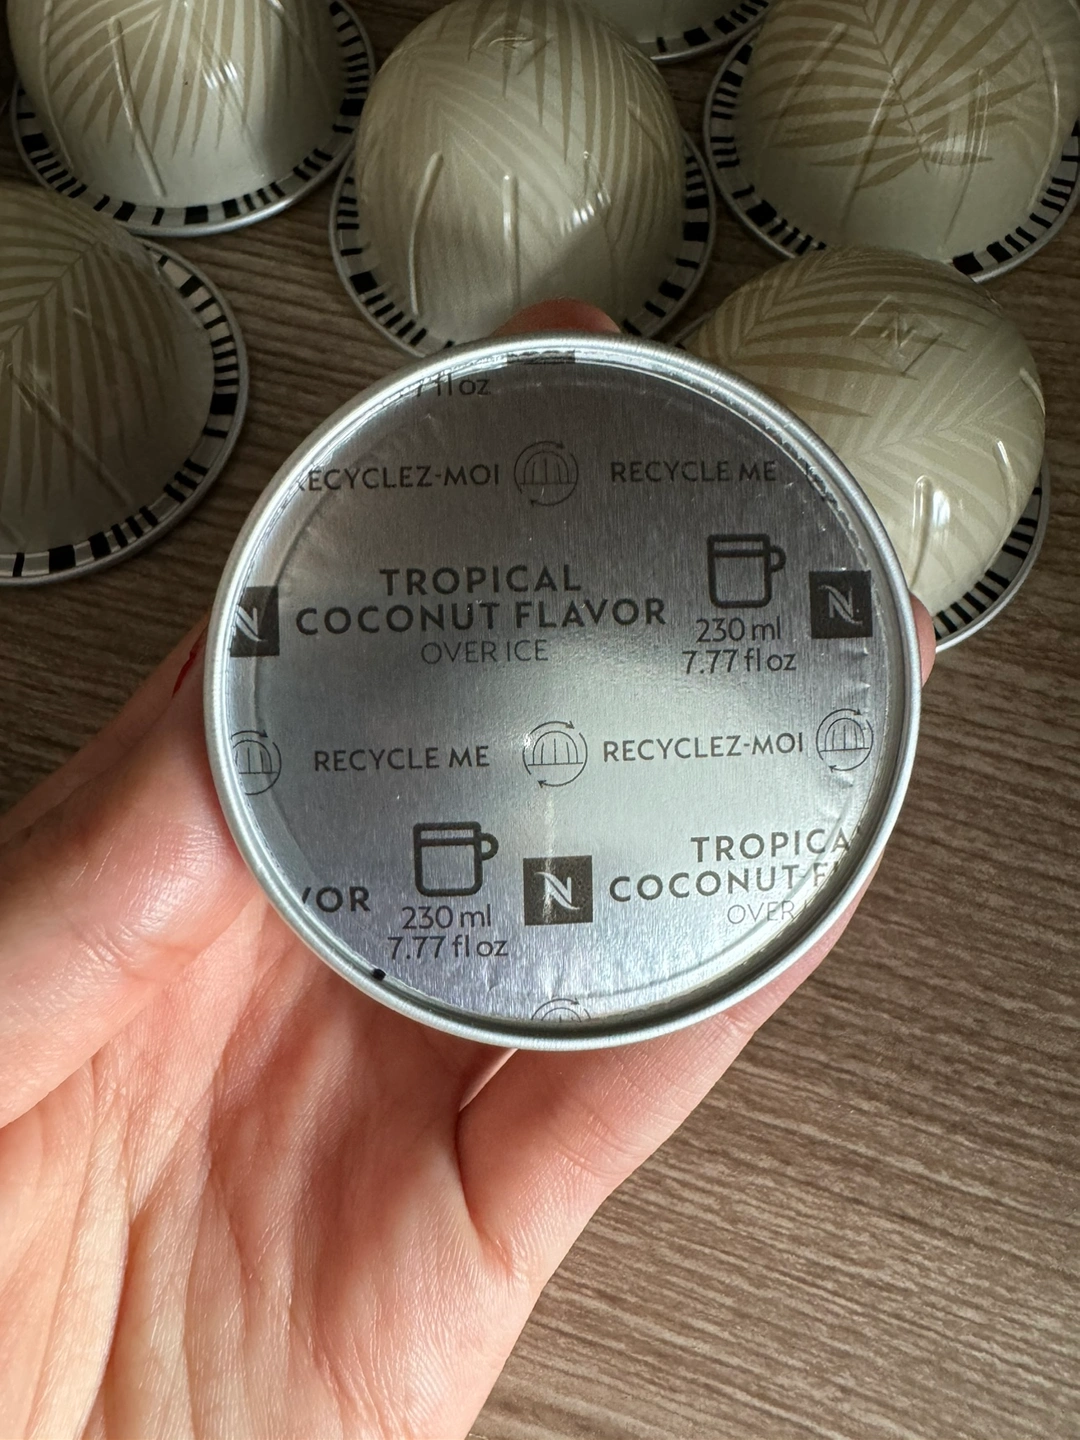 fl oz
RECYCLEZ-MOI RECYCLE ME
TROPICAL
COCONUT FLAVOR
OVER ICE
230 ml
7.77 fl oz
N
N
RECYCLE ME RECYCLEZ-MOI
230 ml
7.77 fl oz
N
TROPICA
COCONUT F
OVER
VOR